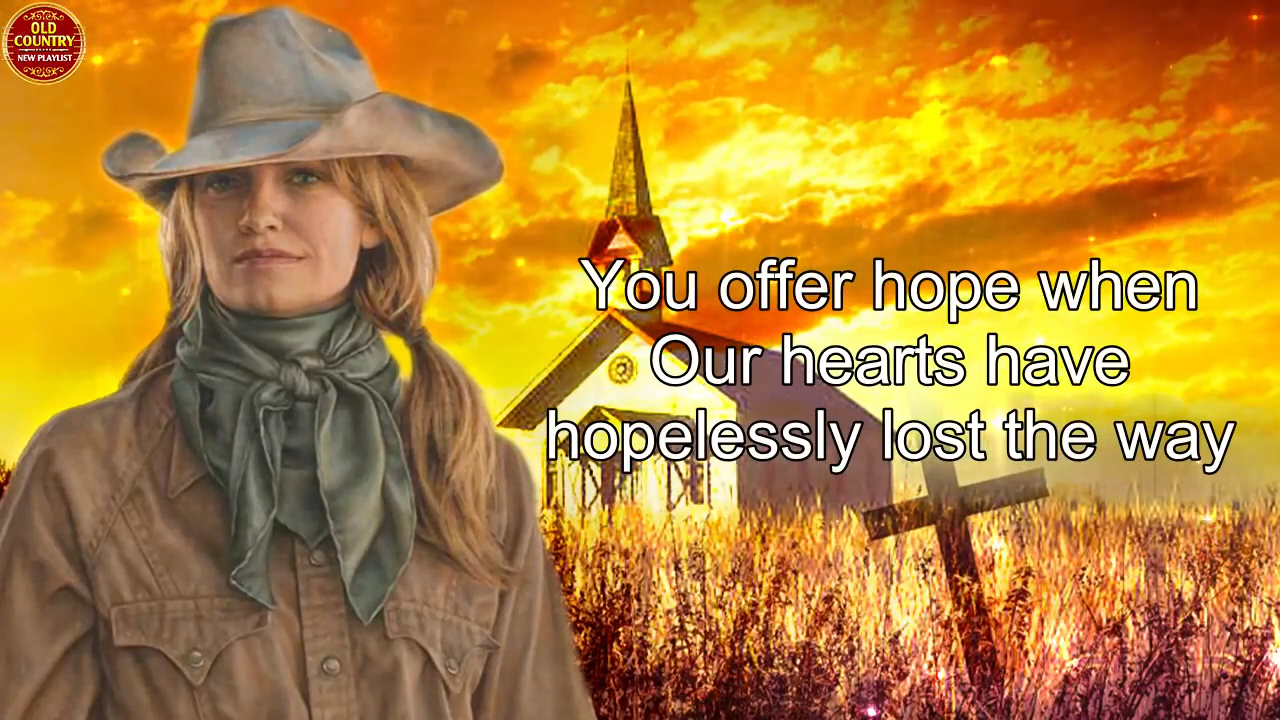 OLD
COUNTRY
NEW PLAYLIST
You offer hope when
Our hearts have
hopelessly lost the way